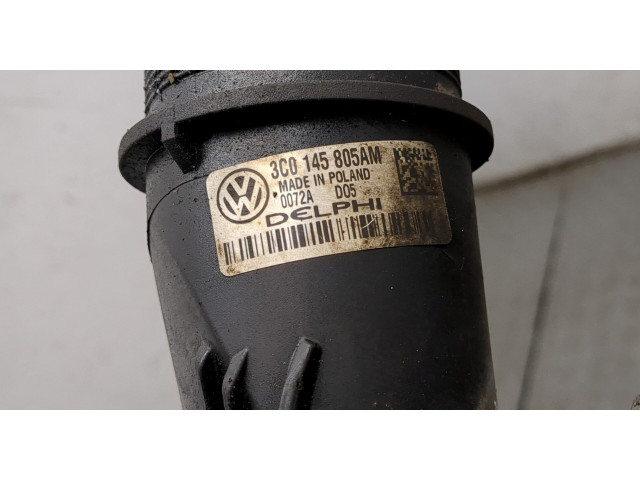 3C0 145 805AM
MADE IN POLAND
0072A D05
DELPHI